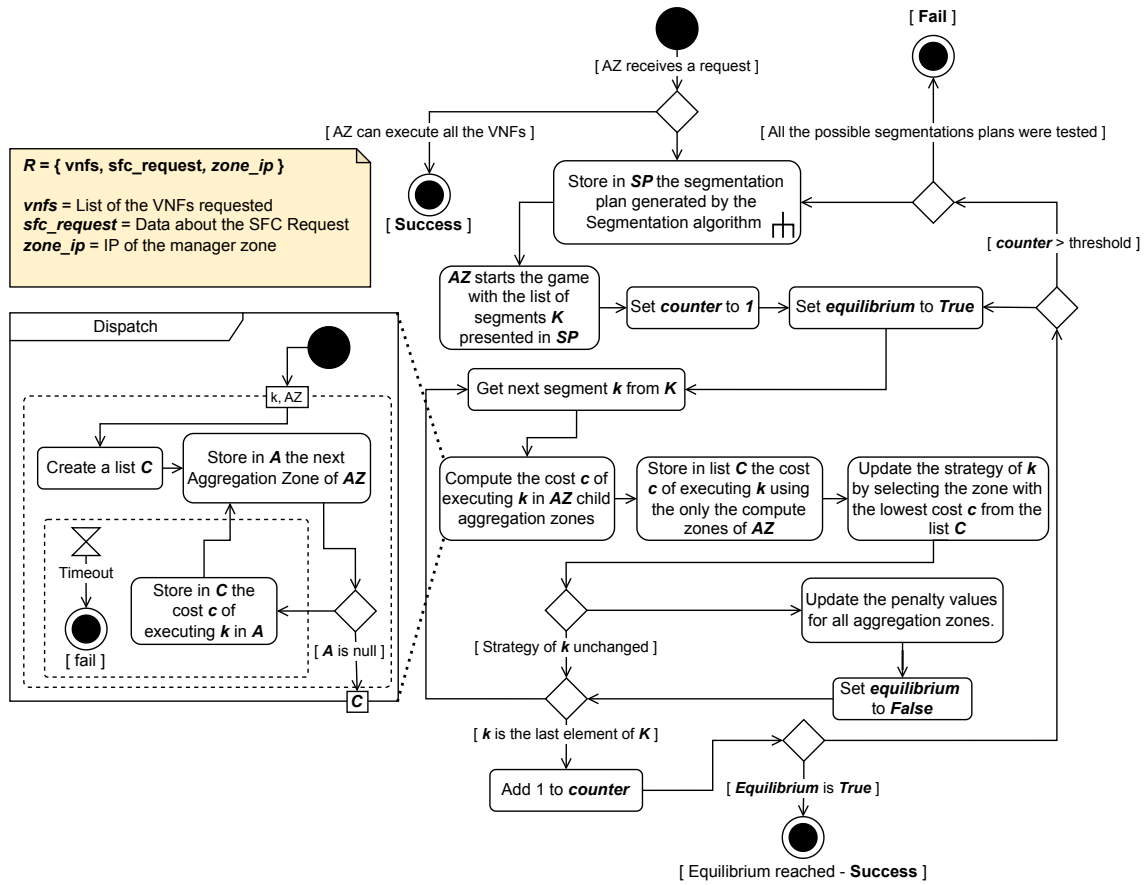 [ Fail ]
[ AZ receives a request ]
[ AZ can execute all the VNFs ]
[ All the possible segmentations plans were tested ]
R = { vnfs, sfc_request, zone_ip }
vnfs = List of the VNFs requested
sfc_request = Data about the SFC Request
zone_ip = IP of the manager zone
[ Success ]
Store in SP the segmentation
plan generated by the
Segmentation algorithm
[ counter > threshold ]
AZ starts the game
with the list of
segments K
presented in SP
Set counter to 1
Set equilibrium to True
Dispatch
k, AZ
Create a list C
Store in A the next
Aggregation Zone of AZ
Timeout
[ fail ]
Store in C the
cost c of
executing k in A
[ A is null ]
C
Get next segment k from K
Compute the cost c of
executing k in AZ child
aggregation zones
Store in list C the cost
c of executing k using
the only the compute
zones of AZ
Update the strategy of k
by selecting the zone with
the lowest cost c from the
list C
Update the penalty values
for all aggregation zones.
[ Strategy of k unchanged ]
Set equilibrium
to False
[ k is the last element of K ]
Add 1 to counter
[ Equilibrium is True ]
[ Equilibrium reached - Success ]